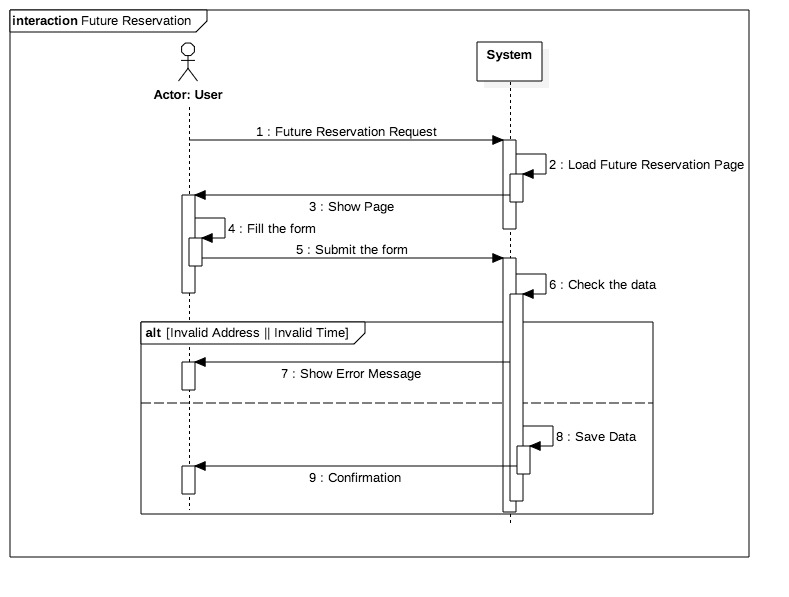 interaction Future Reservation
System
Actor: User
1 : Future Reservation Request
2 : Load Future Reservation Page
3 : Show Page
4 : Fill the form
5 : Submit the form
6 : Check the data
alt [Invalid Address || Invalid Time]
7 : Show Error Message
8 : Save Data
9 : Confirmation